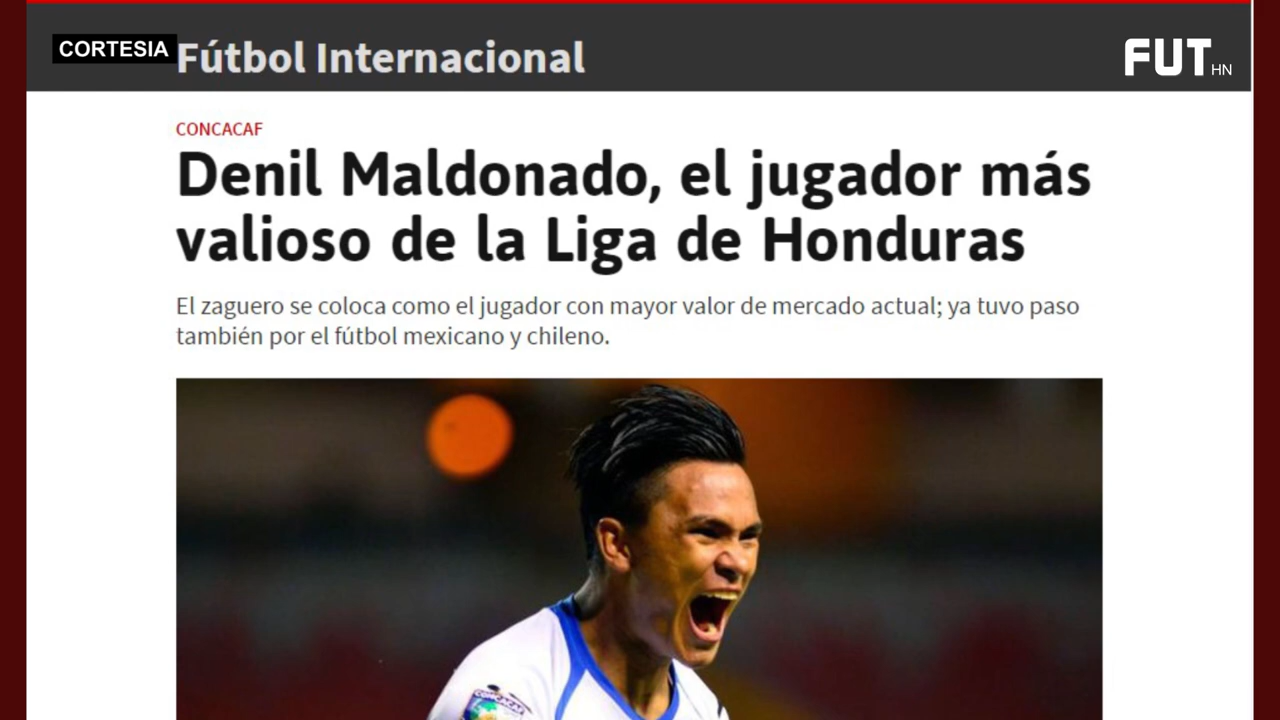 CORTESIA
Fútbol Internacional
FUT HN
CONCACAF
Denil Maldonado, el jugador más
valioso de la Liga de Honduras
El zaguero se coloca como el jugador con mayor valor de mercado actual; ya tuvo paso
también por el fútbol mexicano y chileno.
CONCACAF